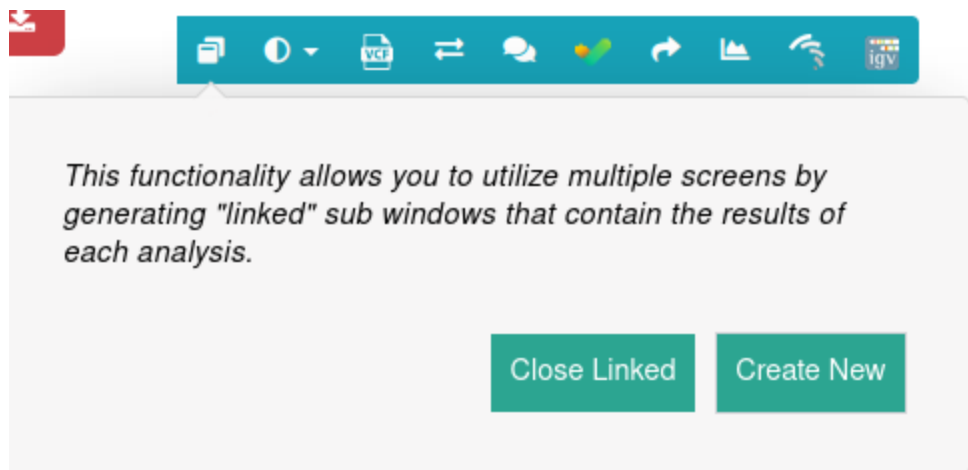 VCF
igv
This functionality allows you to utilize multiple screens by
generating "linked" sub windows that contain the results of
each analysis.
Close Linked
Create New